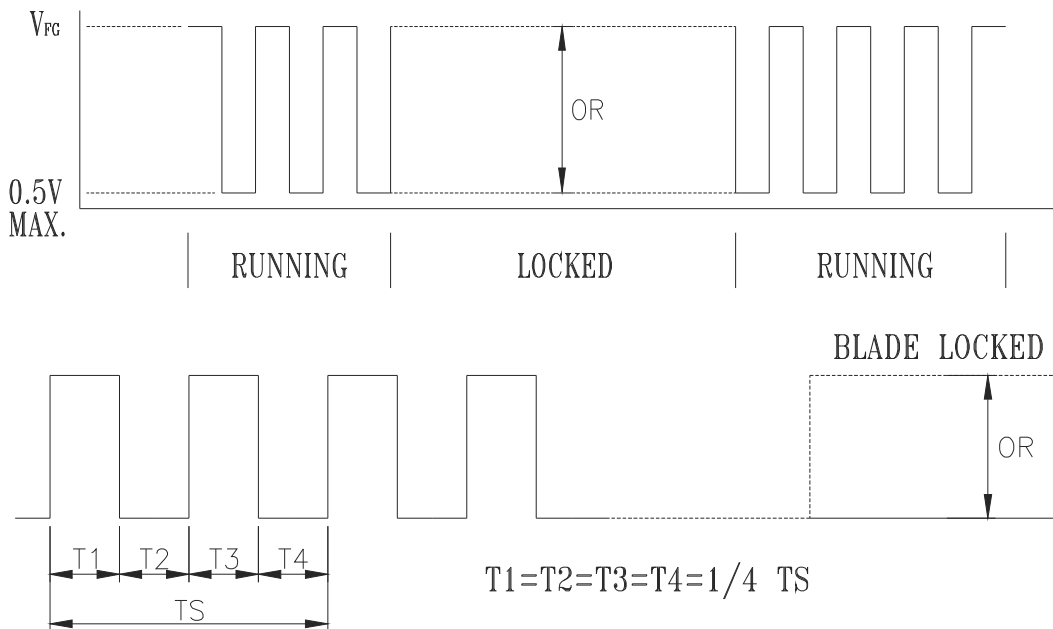 VFG
OR
0.5V
MAX.
RUNNING
LOCKED
RUNNING
BLADE LOCKED
OR
T1 T2 T3 T4
T1=T2=T3=T4=1/4 TS
TS